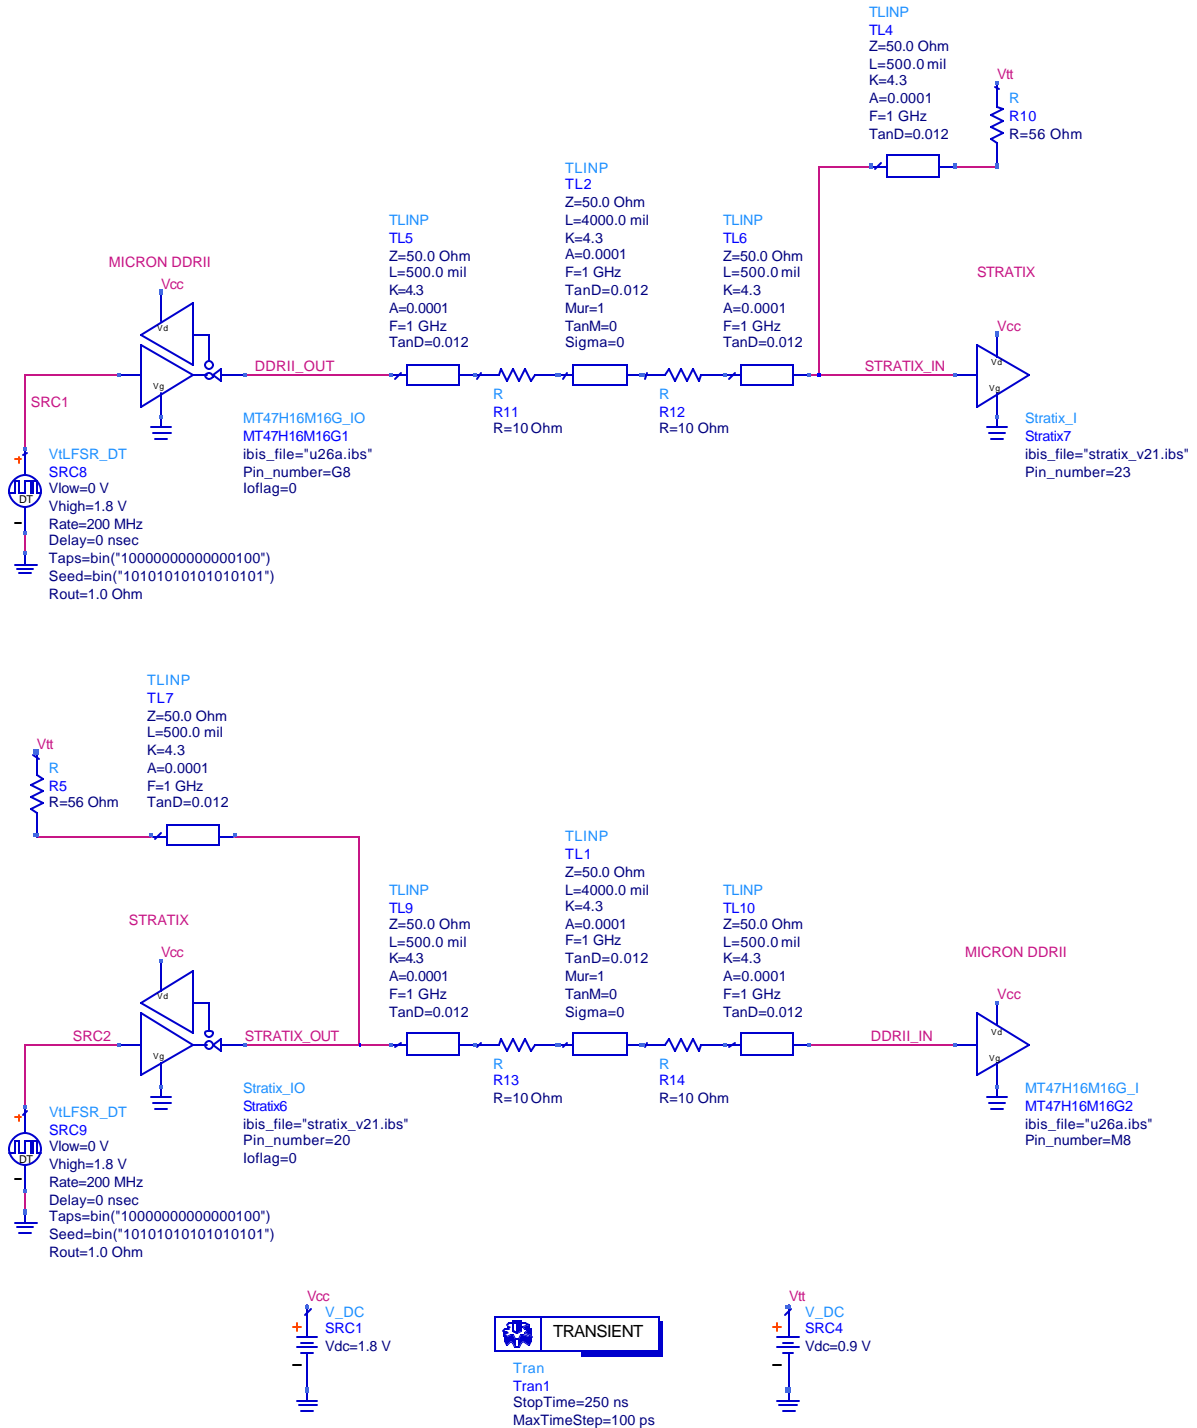 TLINP
TL4
Z=50.0 Ohm
L=500.0 mil
K=4.3
A=0.0001
F=1 GHz
TanD=0.012
Vtt
R
R10
R=56 Ohm
TLINP
TL2
Z=50.0 Ohm
L=4000.0 mil
K=4.3
A=0.0001
F=1 GHz
TanD=0.012
Mur=1
TanM=0
Sigma=0
TLINP
TL5
Z=50.0 Ohm
L=500.0 mil
K=4.3
A=0.0001
F=1 GHz
TanD=0.012
TLINP
TL6
Z=50.0 Ohm
L=500.0 mil
K=4.3
A=0.0001
F=1 GHz
TanD=0.012
MICRON DDRII
Vcc
Vd
Vg
DDRII_OUT
STRATIX
Vcc
Vd
Vg
STRATIX_IN
SRC1
R
R11
R=10 Ohm
R
R12
R=10 Ohm
MT47H16M16G_IO
MT47H16M16G1
ibis_file="u26a.ibs"
Pin_number=G8
Ioflag=0
Stratix_I
Stratix7
ibis_file="stratix_v21.ibs"
Pin_number=23
+
DT
−
VtLFSR_DT
SRC8
Vlow=0 V
Vhigh=1.8 V
Rate=200 MHz
Delay=0 nsec
Taps=bin("10000000000000100")
Seed=bin("10101010101010101")
Rout=1.0 Ohm
TLINP
TL7
Z=50.0 Ohm
L=500.0 mil
K=4.3
A=0.0001
F=1 GHz
TanD=0.012
Vtt
R
R5
R=56 Ohm
TLINP
TL1
Z=50.0 Ohm
L=4000.0 mil
K=4.3
A=0.0001
F=1 GHz
TanD=0.012
Mur=1
TanM=0
Sigma=0
TLINP
TL9
Z=50.0 Ohm
L=500.0 mil
K=4.3
A=0.0001
F=1 GHz
TanD=0.012
TLINP
TL10
Z=50.0 Ohm
L=500.0 mil
K=4.3
A=0.0001
F=1 GHz
TanD=0.012
STRATIX
Vcc
Vd
Vg
SRC2
STRATIX_OUT
MICRON DDRII
Vcc
Vd
Vg
DDRII_IN
R
R13
R=10 Ohm
R
R14
R=10 Ohm
Stratix_IO
Stratix6
ibis_file="stratix_v21.ibs"
Pin_number=20
Ioflag=0
MT47H16M16G_I
MT47H16M16G2
ibis_file="u26a.ibs"
Pin_number=M8
+
DT
−
VtLFSR_DT
SRC9
Vlow=0 V
Vhigh=1.8 V
Rate=200 MHz
Delay=0 nsec
Taps=bin("10000000000000100")
Seed=bin("10101010101010101")
Rout=1.0 Ohm
Vcc
+
−
V_DC
SRC1
Vdc=1.8 V
TRANSIENT
Tran
Tran1
StopTime=250 ns
MaxTimeStep=100 ps
Vtt
+
−
V_DC
SRC4
Vdc=0.9 V